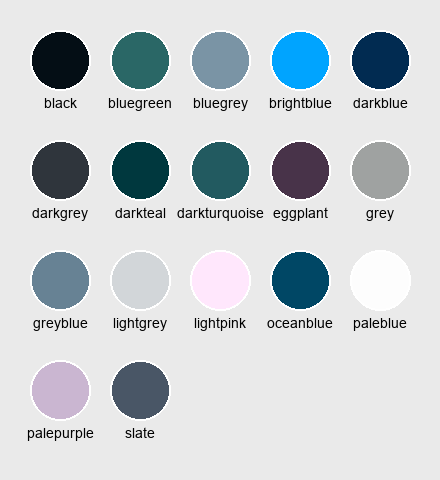 black bluegreen bluegrey brightblue darkblue
darkgrey darkteal darkturquoise eggplant grey
greyblue lightgrey lightpink oceanblue paleblue
palepurple slate